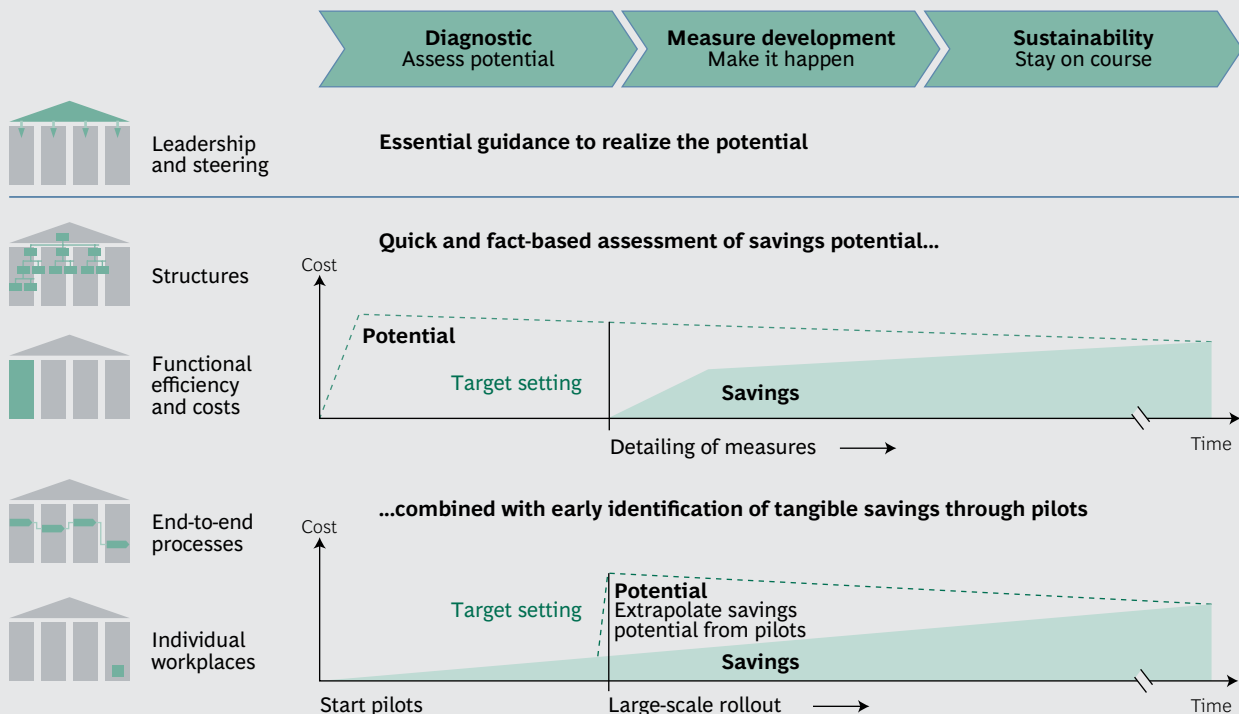 Diagnostic
Assess potential
Measure development
Make it happen
Sustainability
Stay on course
Leadership
and steering
Essential guidance to realize the potential
Structures
Quick and fact-based assessment of savings potential...
Cost
Potential
Functional
efficiency
and costs
Target setting
Savings
Detailing of measures
Time
End-to-end
processes
...combined with early identification of tangible savings through pilots
Cost
Individual
workplaces
Target setting
Potential
Extrapolate savings
potential from pilots
Savings
Start pilots
Large-scale rollout
Time